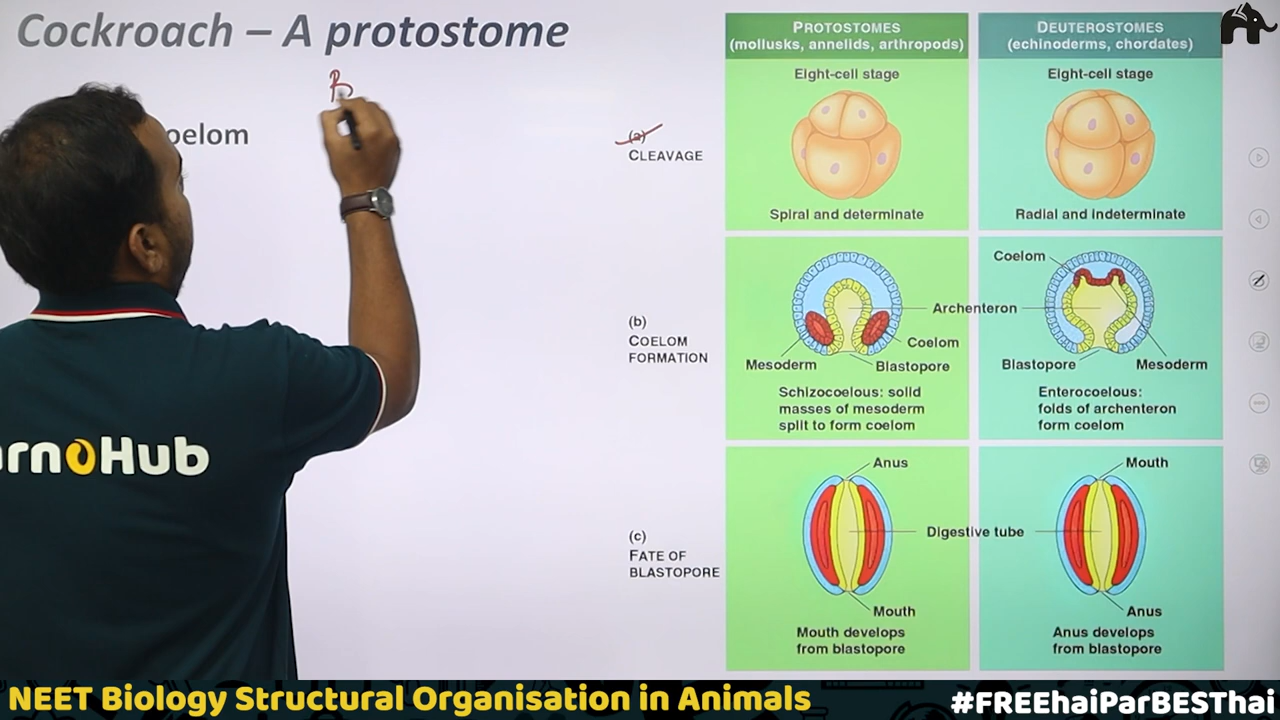 Cockroach – A protostome
oelom
arnoHub
(a)
CLEAVAGE
(b)
COELOM
FORMATION
(c)
FATE OF
BLASTOPORE
PROTOSTOMES
(mollusks, annelids, arthropods)
Eight-cell stage
Spiral and determinate
DEUTEROSTOMES
(echinoderms, chordates)
Eight-cell stage
Radial and indeterminate
Archenteron
Coelom
Mesoderm
Blastopore
Schizocoelous: solid
masses of mesoderm
split to form coelom
Coelom
Blastopore
Mesoderm
Enterocoelous:
folds of archenteron
form coelom
Anus
Digestive tube
Mouth
Mouth develops
from blastopore
Mouth
Anus
Anus develops
from blastopore
NEET Biology Structural Organisation in Animals
#FREEhaiParBESThai